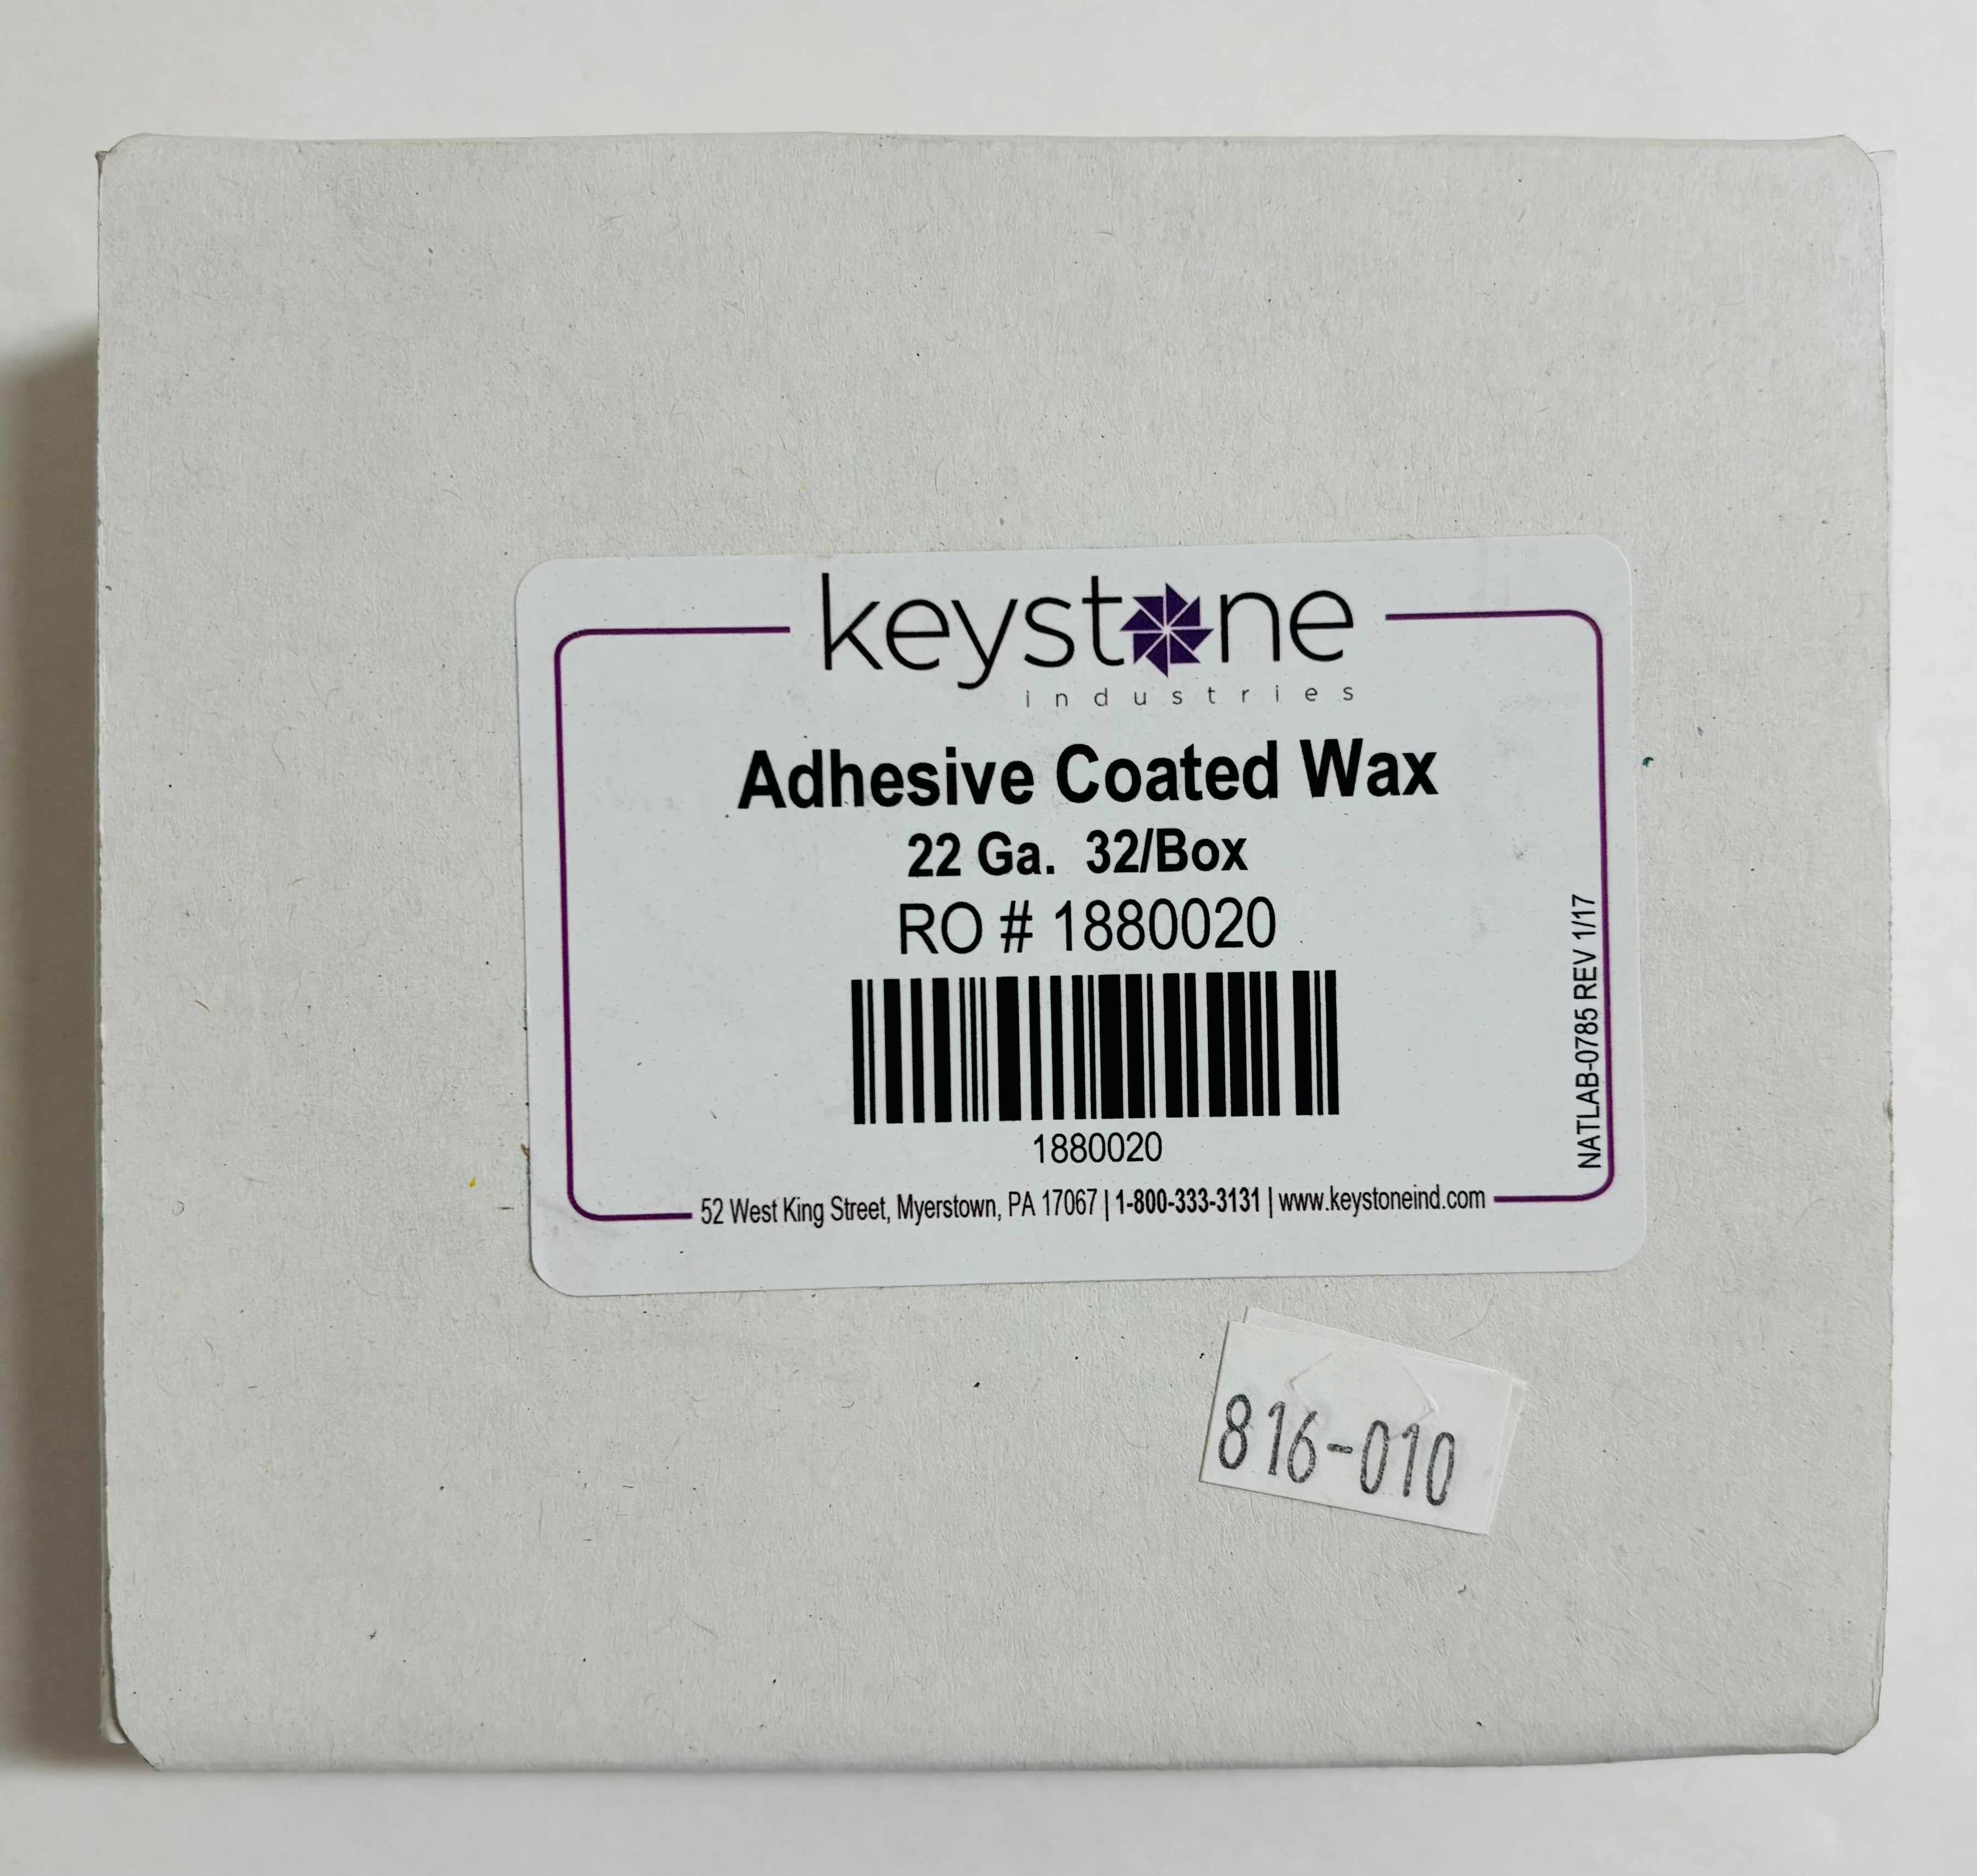 keystone
industries
Adhesive Coated Wax
22 Ga. 32/Box
RO # 1880020
1880020
NATLAB-0785 REV 1/17
52 West King Street, Myerstown, PA 17067 | 1-800-333-3131 | www.keystoneind.com
816-010